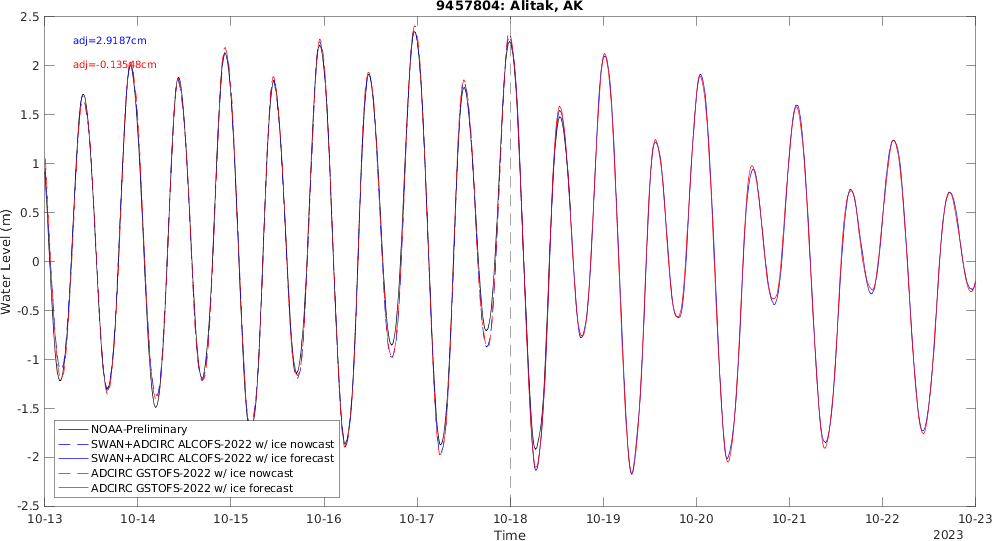 9457804: Alitak, AK
adj=2.9187cm
adj=-0.13548cm
2.5
2
1.5
1
0.5
0
-0.5
-1
-1.5
-2
-2.5
Water Level (m)
NOAA-Preliminary
SWAN+ADCIRC ALCOFS-2022 w/ ice nowcast
SWAN+ADCIRC ALCOFS-2022 w/ ice forecast
ADCIRC GSTOFS-2022 w/ ice nowcast
ADCIRC GSTOFS-2022 w/ ice forecast
10-13 10-14 10-15 10-16 10-17 10-18 10-19 10-20 10-21 10-22 10-23
Time
2023